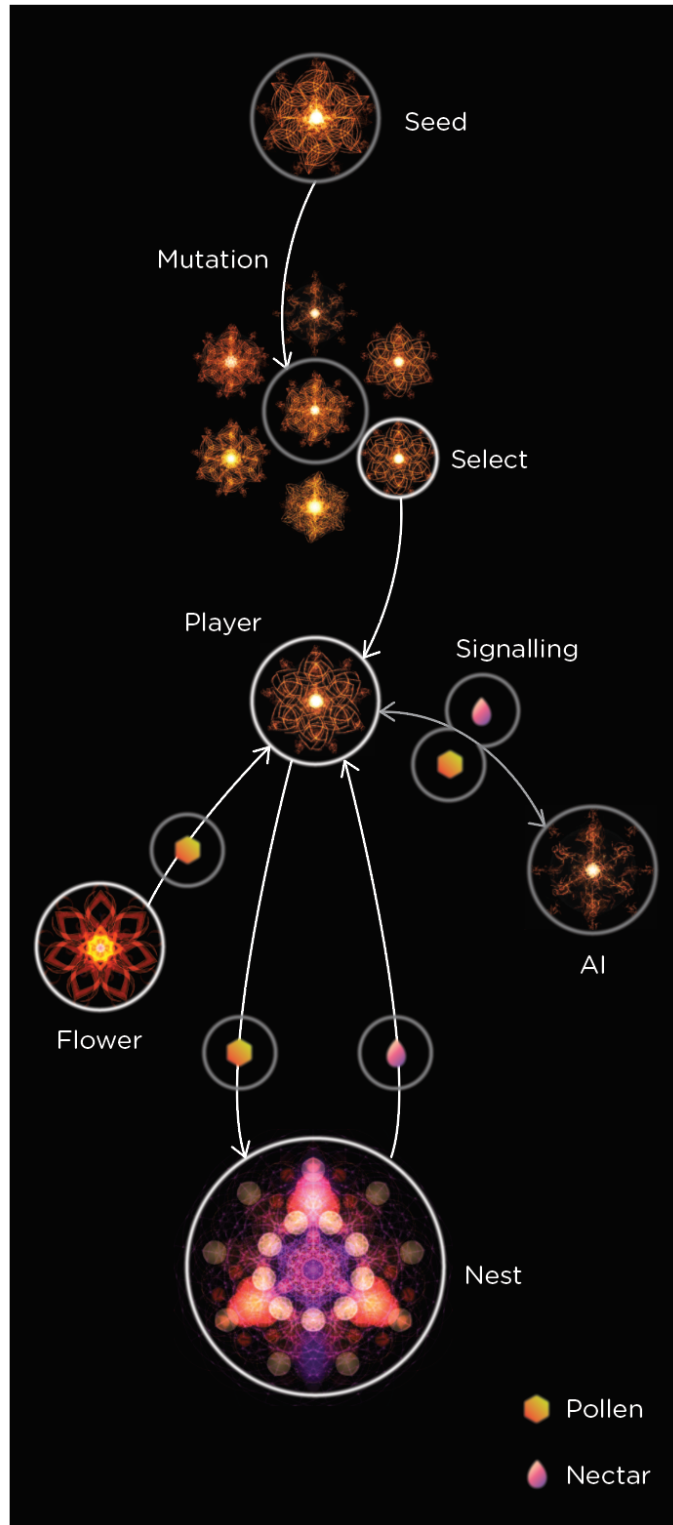 Seed
Mutation
Select
Player
Signalling
AI
Flower
Nest
Pollen
Nectar